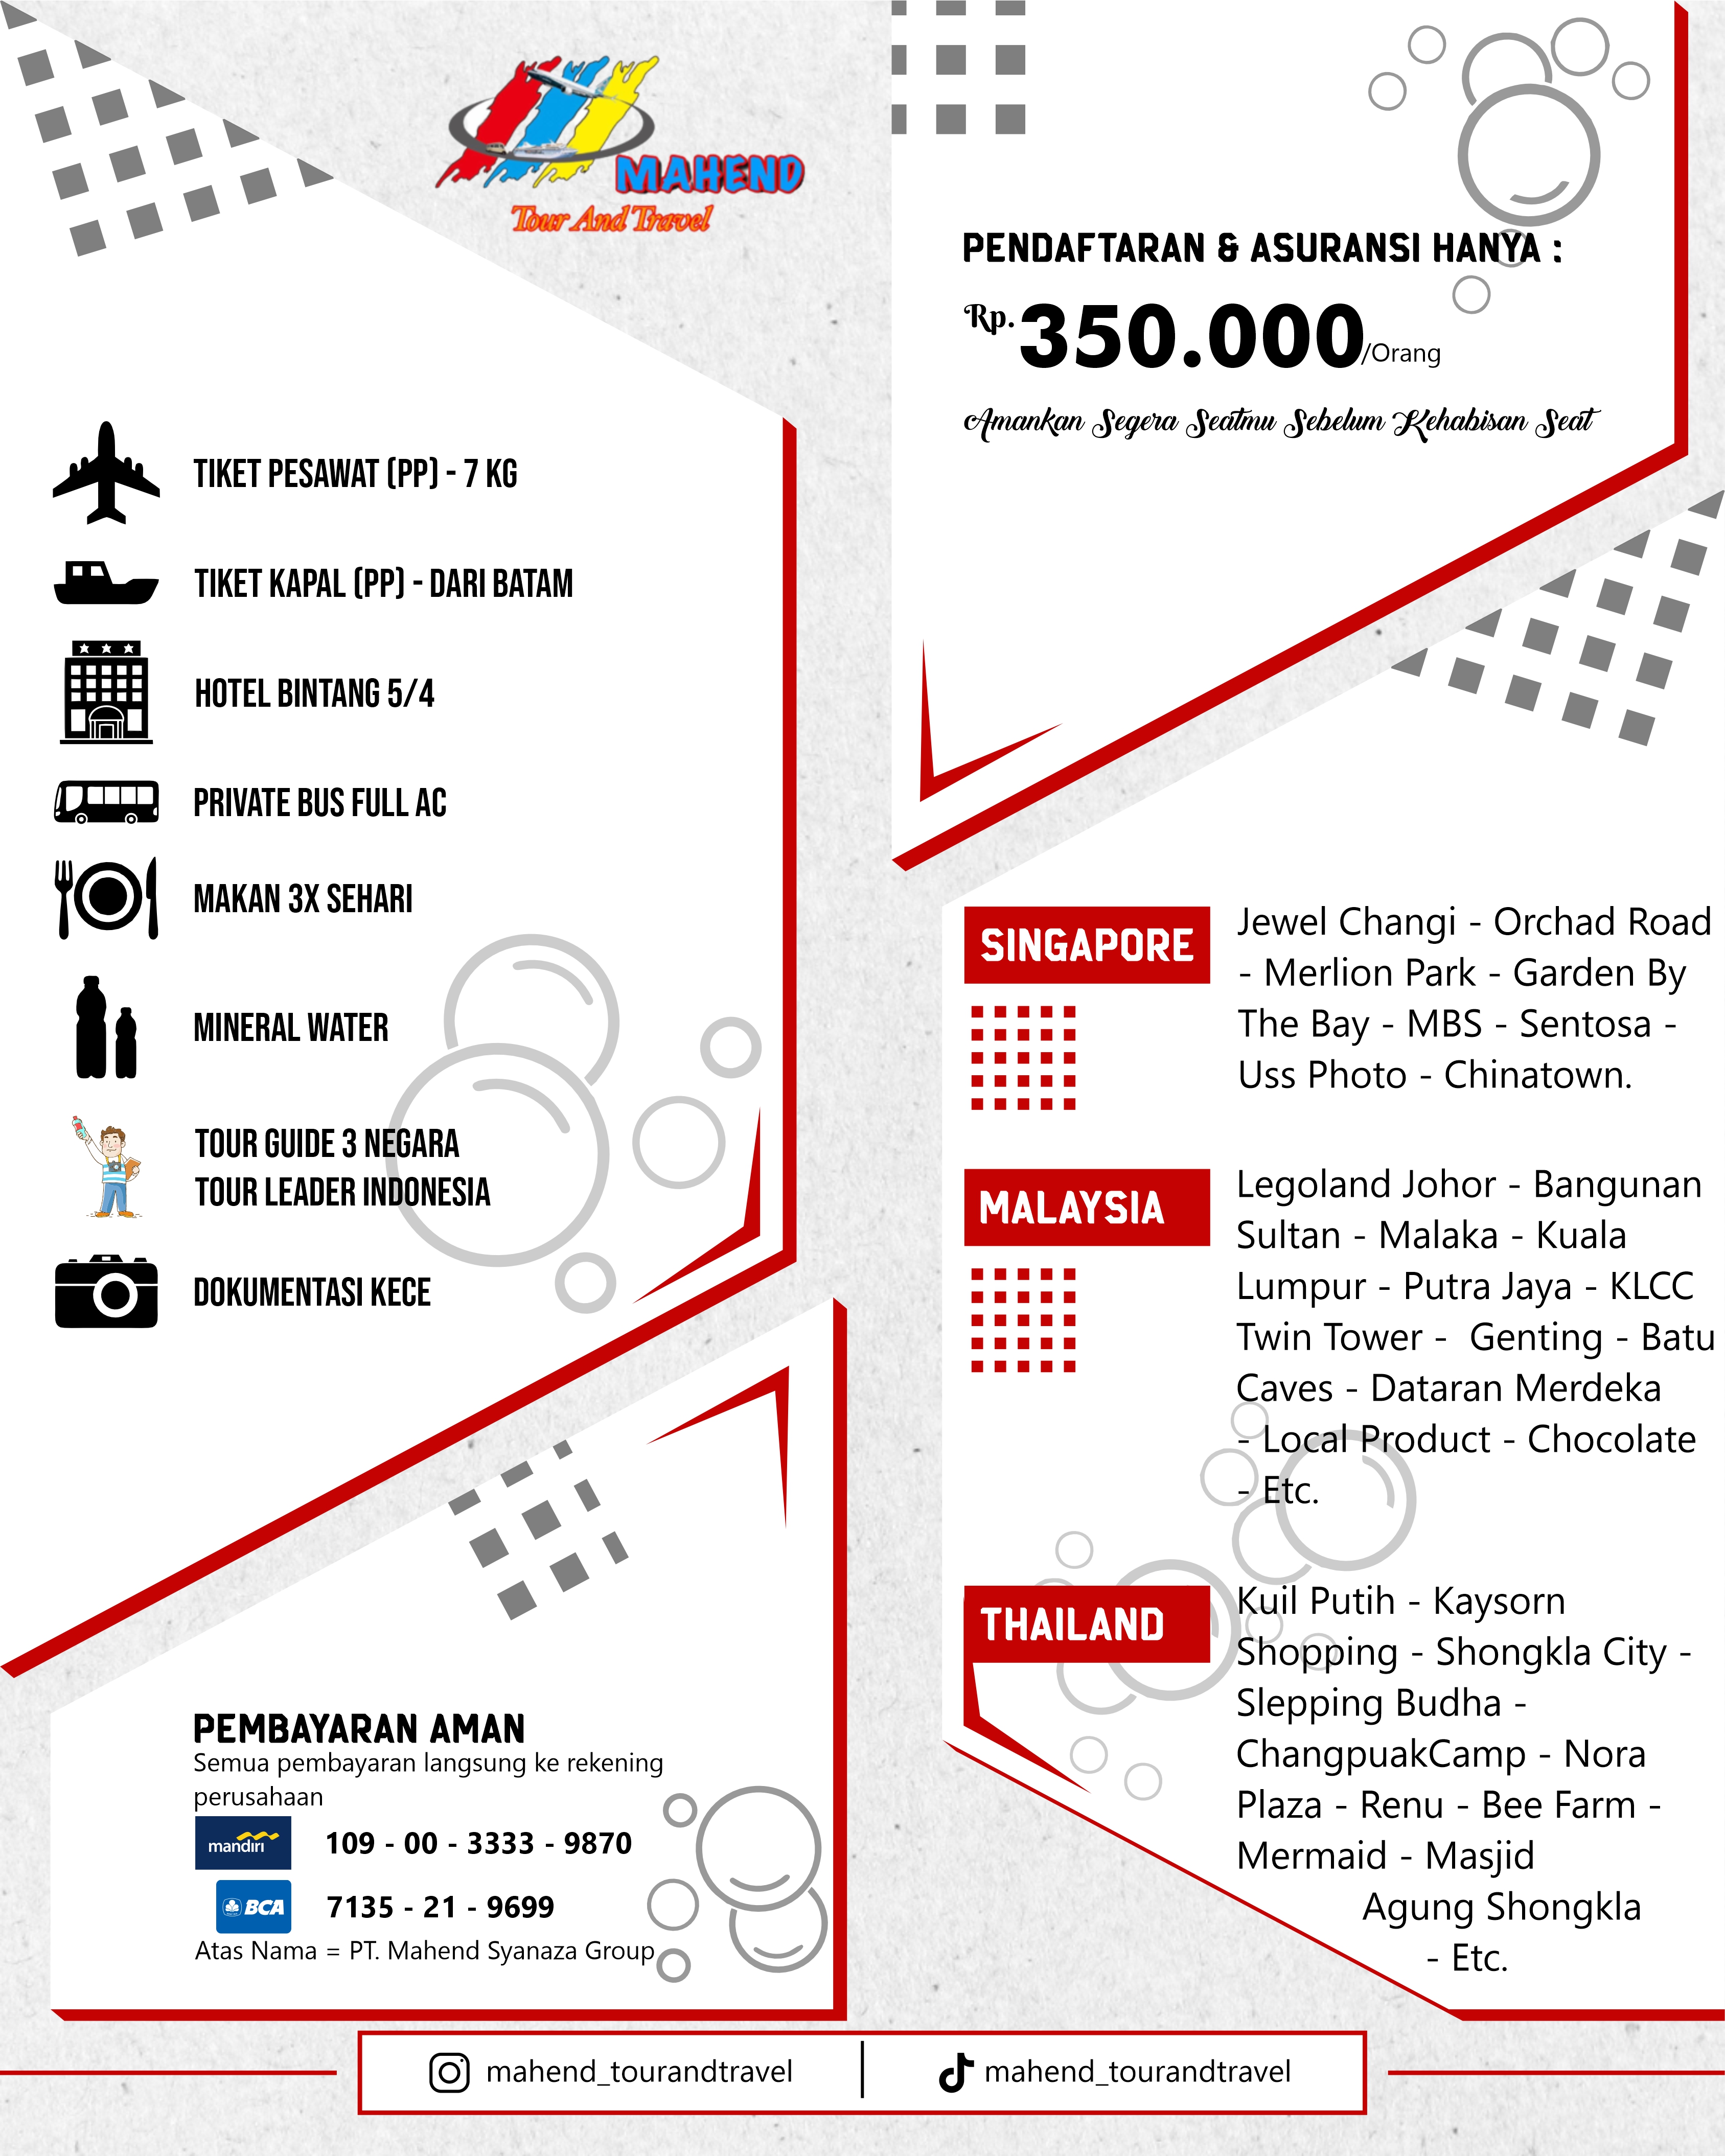 MAHEND
Tour And Travel
TIKET PESAWAT (PP) - 7 KG
TIKET KAPAL (PP) - DARI BATAM
HOTEL BINTANG 5/4
PRIVATE BUS FULL AC
MAKAN 3X SEHARI
MINERAL WATER
TOUR GUIDE 3 NEGARA
TOUR LEADER INDONESIA
DOKUMENTASI KECE
PEMBAYARAN AMAN
Semua pembayaran langsung ke rekening
perusahaan
mandiri 109 - 00 - 3333 - 9870
BCA 7135 - 21 - 9699
Atas Nama = PT. Mahend Syanaza Group
PENDAFTARAN & ASURANSI HANYA :
Rp. 350.000/Orang
Amankan Segera Seatmu Sebelum Kehabisan Seat
SINGAPORE
Jewel Changi - Orchad Road
- Merlion Park - Garden By
The Bay - MBS - Sentosa -
Uss Photo - Chinatown.
MALAYSIA
Legoland Johor - Bangunan
Sultan - Malaka - Kuala
Lumpur - Putra Jaya - KLCC
Twin Tower - Genting - Batu
Caves - Dataran Merdeka
- Local Product - Chocolate
- Etc.
THAILAND
Kuil Putih - Kaysorn
Shopping - Shongkla City -
Slepping Budha -
ChangpuakCamp - Nora
Plaza - Renu - Bee Farm -
Mermaid - Masjid
Agung Shongkla
- Etc.
mahend_tourandtravel
mahend_tourandtravel